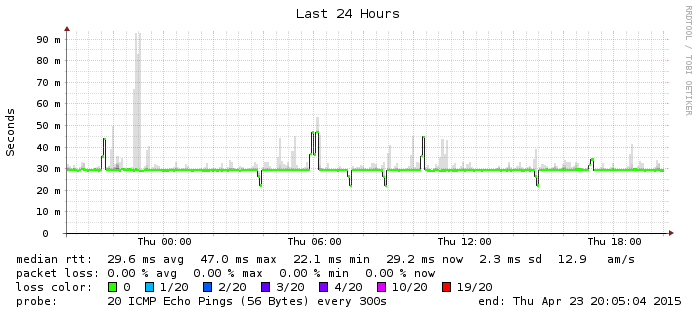 Last 24 Hours
RRDTOOL / TOBI OETIKER
Seconds
90 m
80 m
70 m
60 m
50 m
40 m
30 m
20 m
10 m
0
Thu 00:00 Thu 06:00 Thu 12:00 Thu 18:00
median rtt: 29.6 ms avg 47.0 ms max 22.1 ms min 29.2 ms now 2.3 ms sd 12.9 am/s
packet loss: 0.00 % avg 0.00 % max 0.00 % min 0.00 % now
loss color: 0 1/20 2/20 3/20 4/20 10/20 19/20
probe: 20 ICMP Echo Pings (56 Bytes) every 300s end: Thu Apr 23 20:05:04 2015